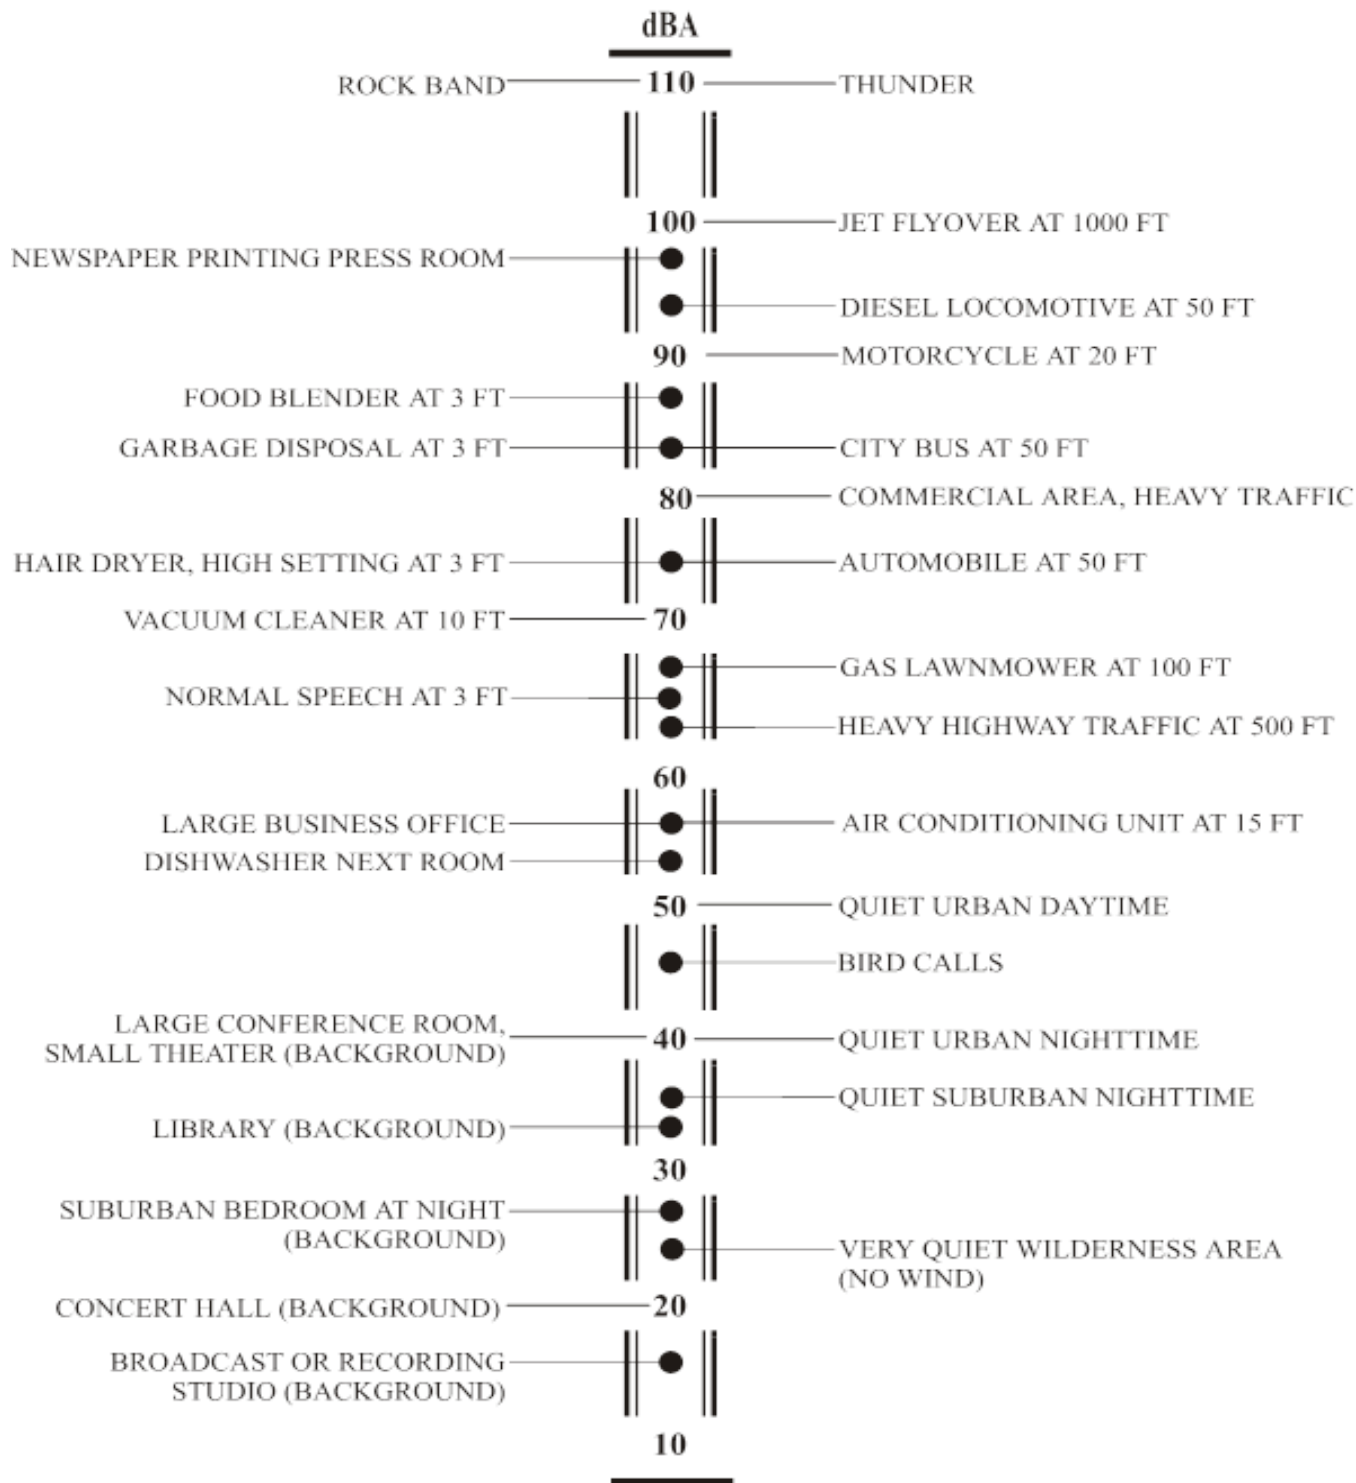 dBA
ROCK BAND 110 THUNDER
100 JET FLYOVER AT 1000 FT
NEWSPAPER PRINTING PRESS ROOM
DIESEL LOCOMOTIVE AT 50 FT
90 MOTORCYCLE AT 20 FT
FOOD BLENDER AT 3 FT
GARBAGE DISPOSAL AT 3 FT CITY BUS AT 50 FT
80 COMMERCIAL AREA, HEAVY TRAFFIC
HAIR DRYER, HIGH SETTING AT 3 FT AUTOMOBILE AT 50 FT
VACUUM CLEANER AT 10 FT 70
GAS LAWNMOWER AT 100 FT
NORMAL SPEECH AT 3 FT
HEAVY HIGHWAY TRAFFIC AT 500 FT
60
LARGE BUSINESS OFFICE AIR CONDITIONING UNIT AT 15 FT
DISHWASHER NEXT ROOM
50 QUIET URBAN DAYTIME
BIRD CALLS
LARGE CONFERENCE ROOM,
SMALL THEATER (BACKGROUND) 40 QUIET URBAN NIGHTTIME
QUIET SUBURBAN NIGHTTIME
LIBRARY (BACKGROUND)
30
SUBURBAN BEDROOM AT NIGHT
(BACKGROUND)
VERY QUIET WILDERNESS AREA
(NO WIND)
CONCERT HALL (BACKGROUND) 20
BROADCAST OR RECORDING
STUDIO (BACKGROUND)
10